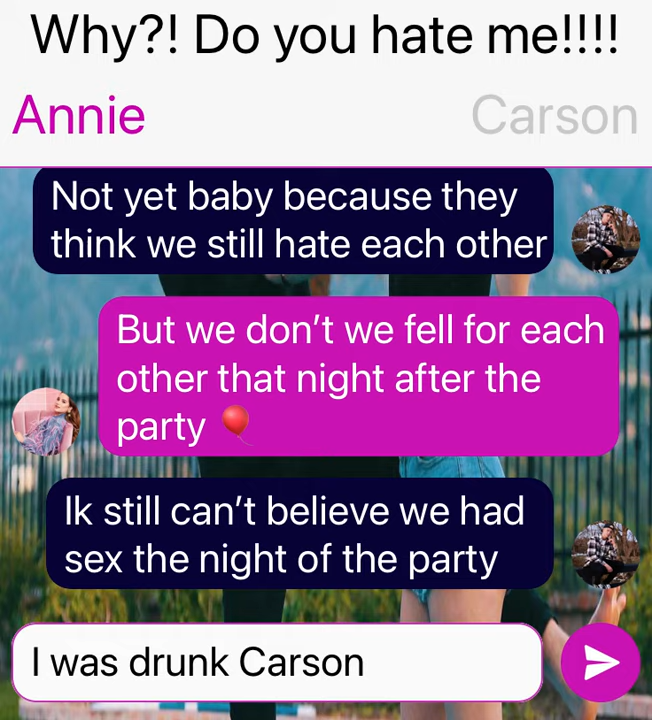 Why?! Do you hate me!!!!
Annie
Carson
Not yet baby because they
think we still hate each other
But we don’t we fell for each
other that night after the
party 🎈
Ik still can’t believe we had
sex the night of the party
I was drunk Carson